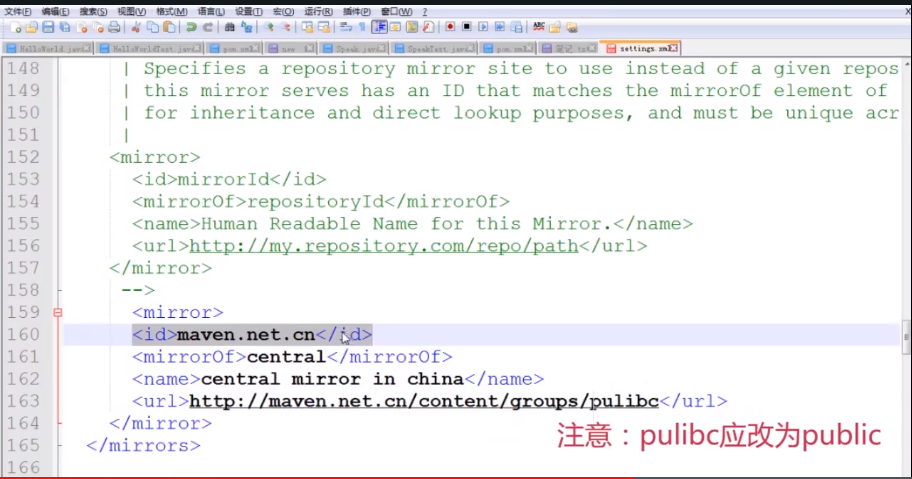 文件(F) 编辑(E) 搜索(S) 视图(V) 格式(M) 语言(L) 设置(T) 宏(O) 运行(R) 插件(P) 窗口(W) ? X
HelloWorld.java HelloWorldTest.java pom.xml new Speak.java SpeakTest.java pom.xml 笔记.txt settings.xml
148 | Specifies a repository mirror site to use instead of a given repos
149 | this mirror serves has an ID that matches the mirrorOf element of
150 | for inheritance and direct lookup purposes, and must be unique acr
151 |
152 <mirror>
153 <id>mirrorId</id>
154 <mirrorOf>repositoryId</mirrorOf>
155 <name>Human Readable Name for this Mirror.</name>
156 <url>http://my.repository.com/repo/path</url>
157 </mirror>
158 -->
159 <mirror>
160 <id>maven.net.cn</id>
161 <mirrorOf>central</mirrorOf>
162 <name>central mirror in china</name>
163 <url>http://maven.net.cn/content/groups/pulibc</url>
164 </mirror>
注意：pulibc应改为public
165 </mirrors>
166